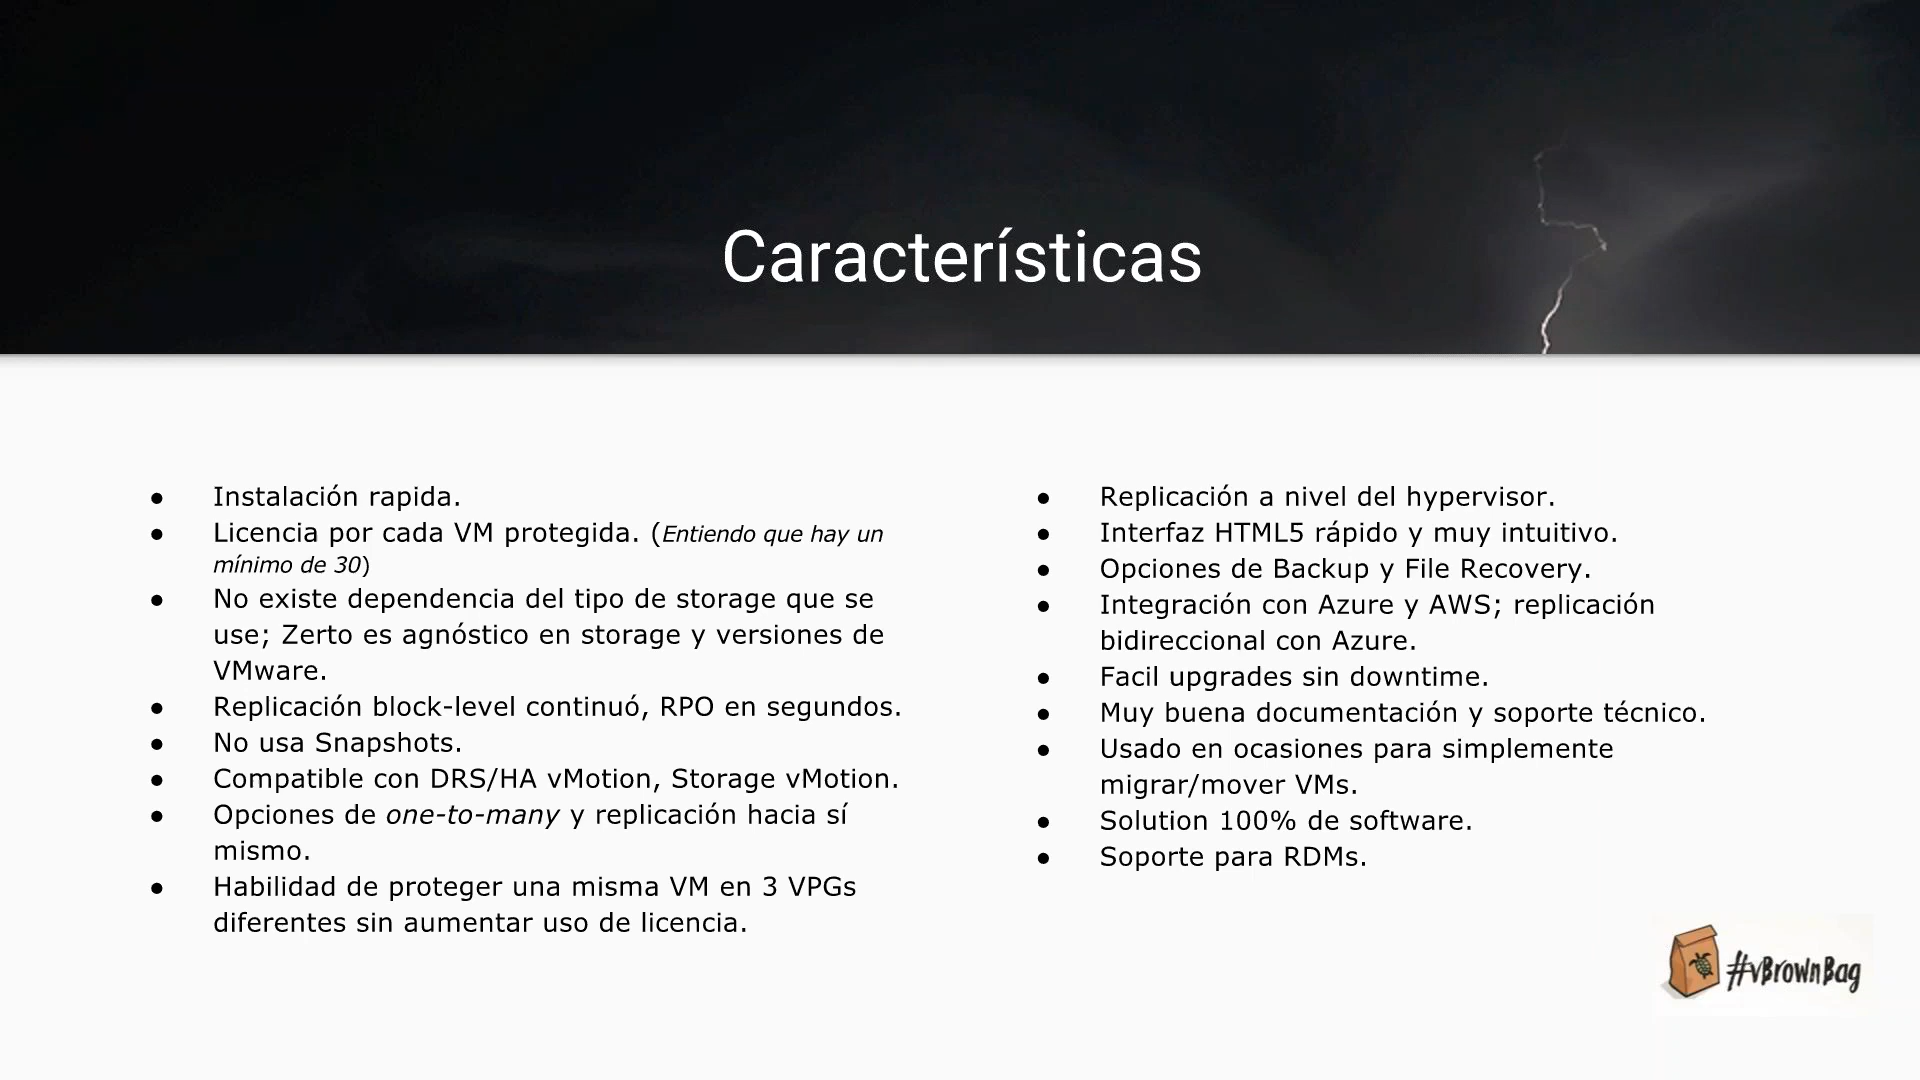 Características
● Instalación rapida.
● Licencia por cada VM protegida. (Entiendo que hay un
mínimo de 30)
● No existe dependencia del tipo de storage que se
use; Zerto es agnóstico en storage y versiones de
VMware.
● Replicación block-level continuó, RPO en segundos.
● No usa Snapshots.
● Compatible con DRS/HA vMotion, Storage vMotion.
● Opciones de one-to-many y replicación hacia sí
mismo.
● Habilidad de proteger una misma VM en 3 VPGs
diferentes sin aumentar uso de licencia.
● Replicación a nivel del hypervisor.
● Interfaz HTML5 rápido y muy intuitivo.
● Opciones de Backup y File Recovery.
● Integración con Azure y AWS; replicación
bidireccional con Azure.
● Facil upgrades sin downtime.
● Muy buena documentación y soporte técnico.
● Usado en ocasiones para simplemente
migrar/mover VMs.
● Solution 100% de software.
● Soporte para RDMs.
#vBrownBag